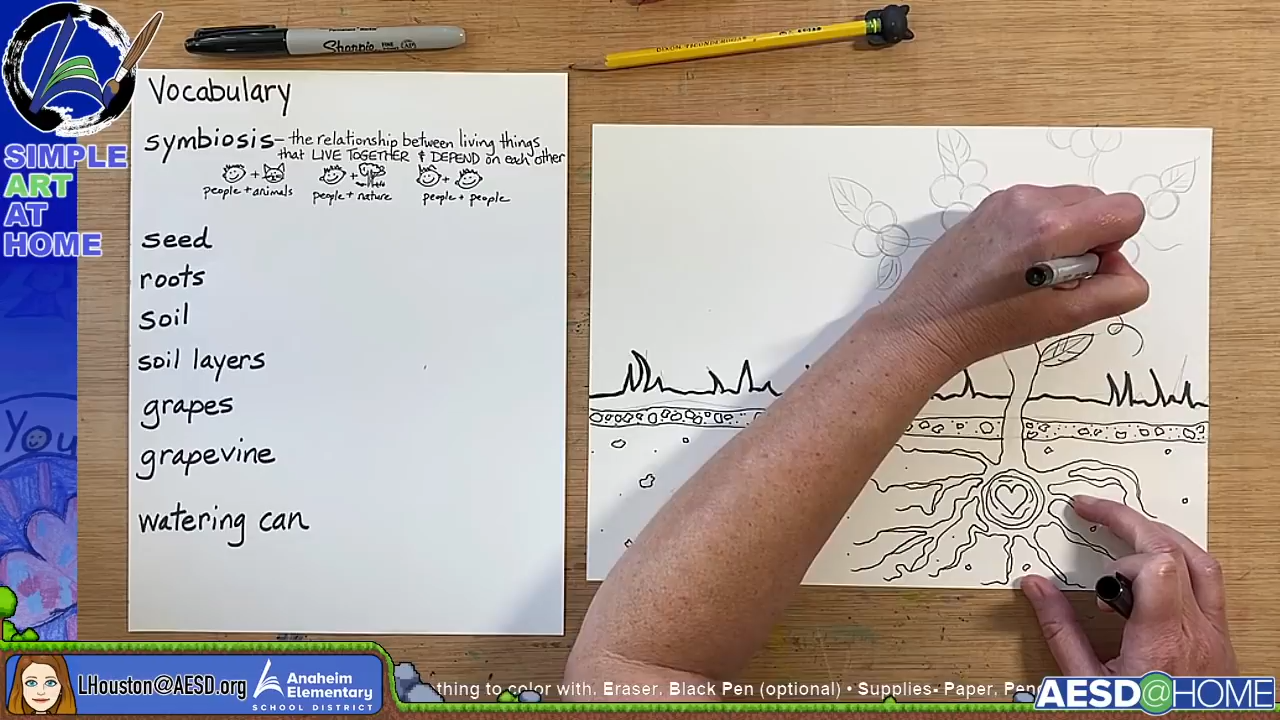 Vocabulary
symbiosis- the relationship between living things
that LIVE TOGETHER & DEPEND on each other
people + animals people + nature people + people
seed
roots
soil
soil layers
grapes
grapevine
watering can
Sharpie
DIXON TICONDEROGA
SIMPLE
ART
AT
HOME
You
LHouston@AESD.org
Anaheim
Elementary
SCHOOL DISTRICT
thing to color with. Eraser. Black Pen (optional) • Supplies- Paper.
AESD@HOME